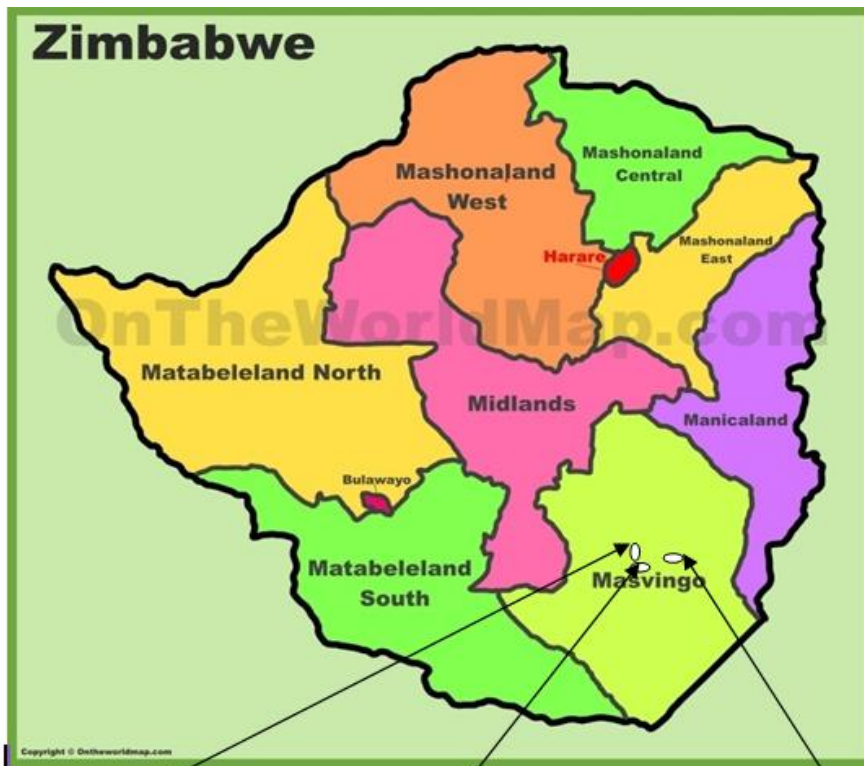 Zimbabwe
Mashonaland
Central
Mashonaland
West
Mashonaland
East
Harare
OnTheWorldMap.com
Matabeleland North
Midlands
Manicaland
Bulawayo
Matabeleland
South
Masvingo
Copyright © Ontheworldmap.com